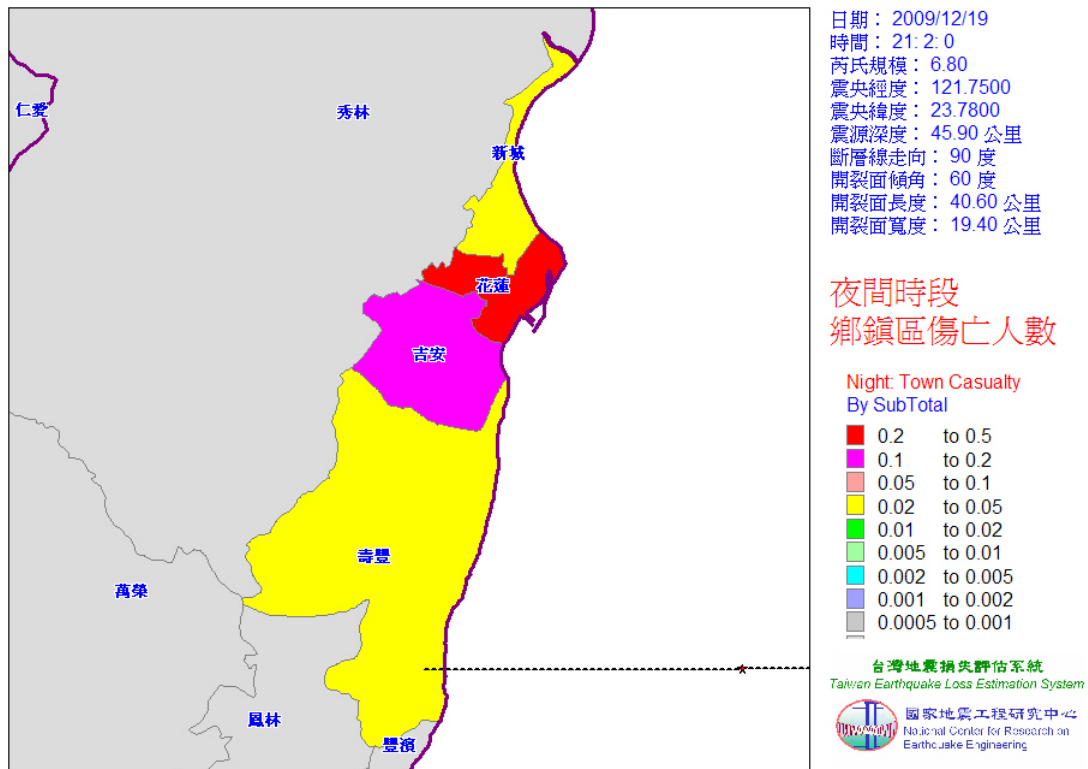 日期： 2009/12/19
時間： 21: 2: 0
芮氏規模： 6.80
震央經度： 121.7500
震央緯度： 23.7800
震源深度： 45.90 公里
斷層線走向： 90 度
開裂面傾角： 60 度
開裂面長度： 40.60 公里
開裂面寬度： 19.40 公里
夜間時段
鄉鎮區傷亡人數
Night: Town Casualty
By SubTotal
0.2 to 0.5
0.1 to 0.2
0.05 to 0.1
0.02 to 0.05
0.01 to 0.02
0.005 to 0.01
0.002 to 0.005
0.001 to 0.002
0.0005 to 0.001
台灣地震損失評估系統
Taiwan Earthquake Loss Estimation System
國家地震工程研究中心
National Center for Research on
Earthquake Engineering
仁愛
秀林
新城
花蓮
吉安
壽豐
萬榮
鳳林
豐濱